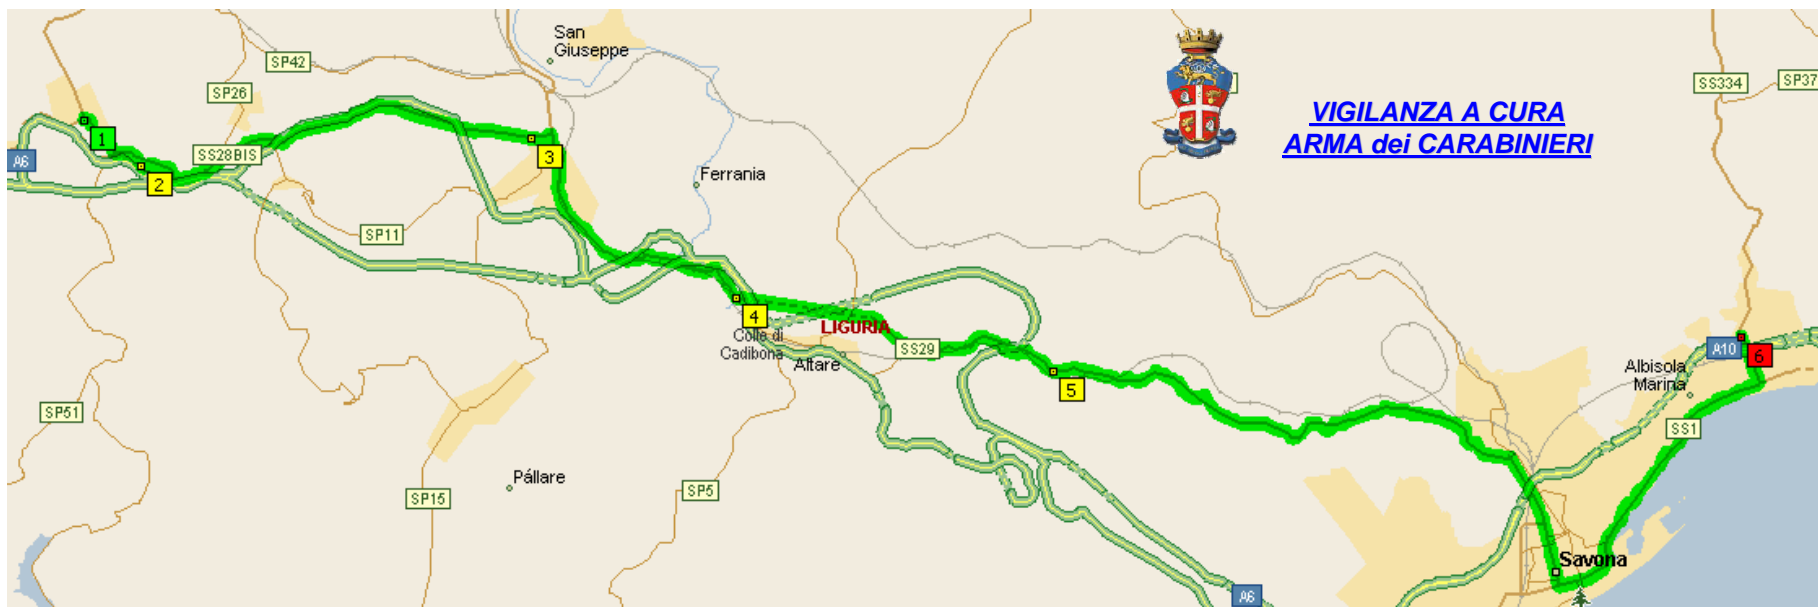 San
Giuseppe
SP42
SP26
SS334
SP37
VIGILANZA A CURA
ARMA dei CARABINIERI
1
A6
SS28BIS
2
3
Ferrania
SP11
4
LIGURIA
Colle di
Cadibona
Altare
SS29
5
A10
6
Albisola
Marina
SP51
SS1
Pállare
SP15
SP5
Savona
A6